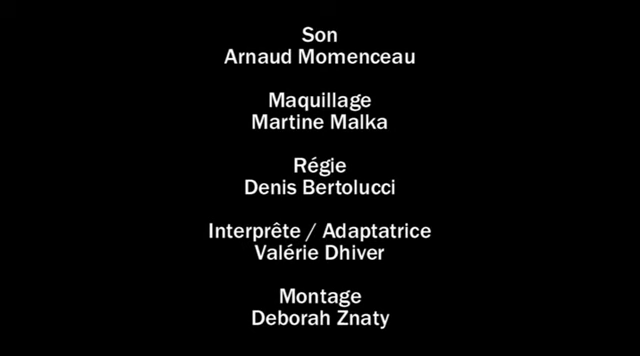 Son
Arnaud Momenceau
Maquillage
Martine Malka
Régie
Denis Bertolucci
Interprête / Adaptatrice
Valérie Dhiver
Montage
Deborah Znaty